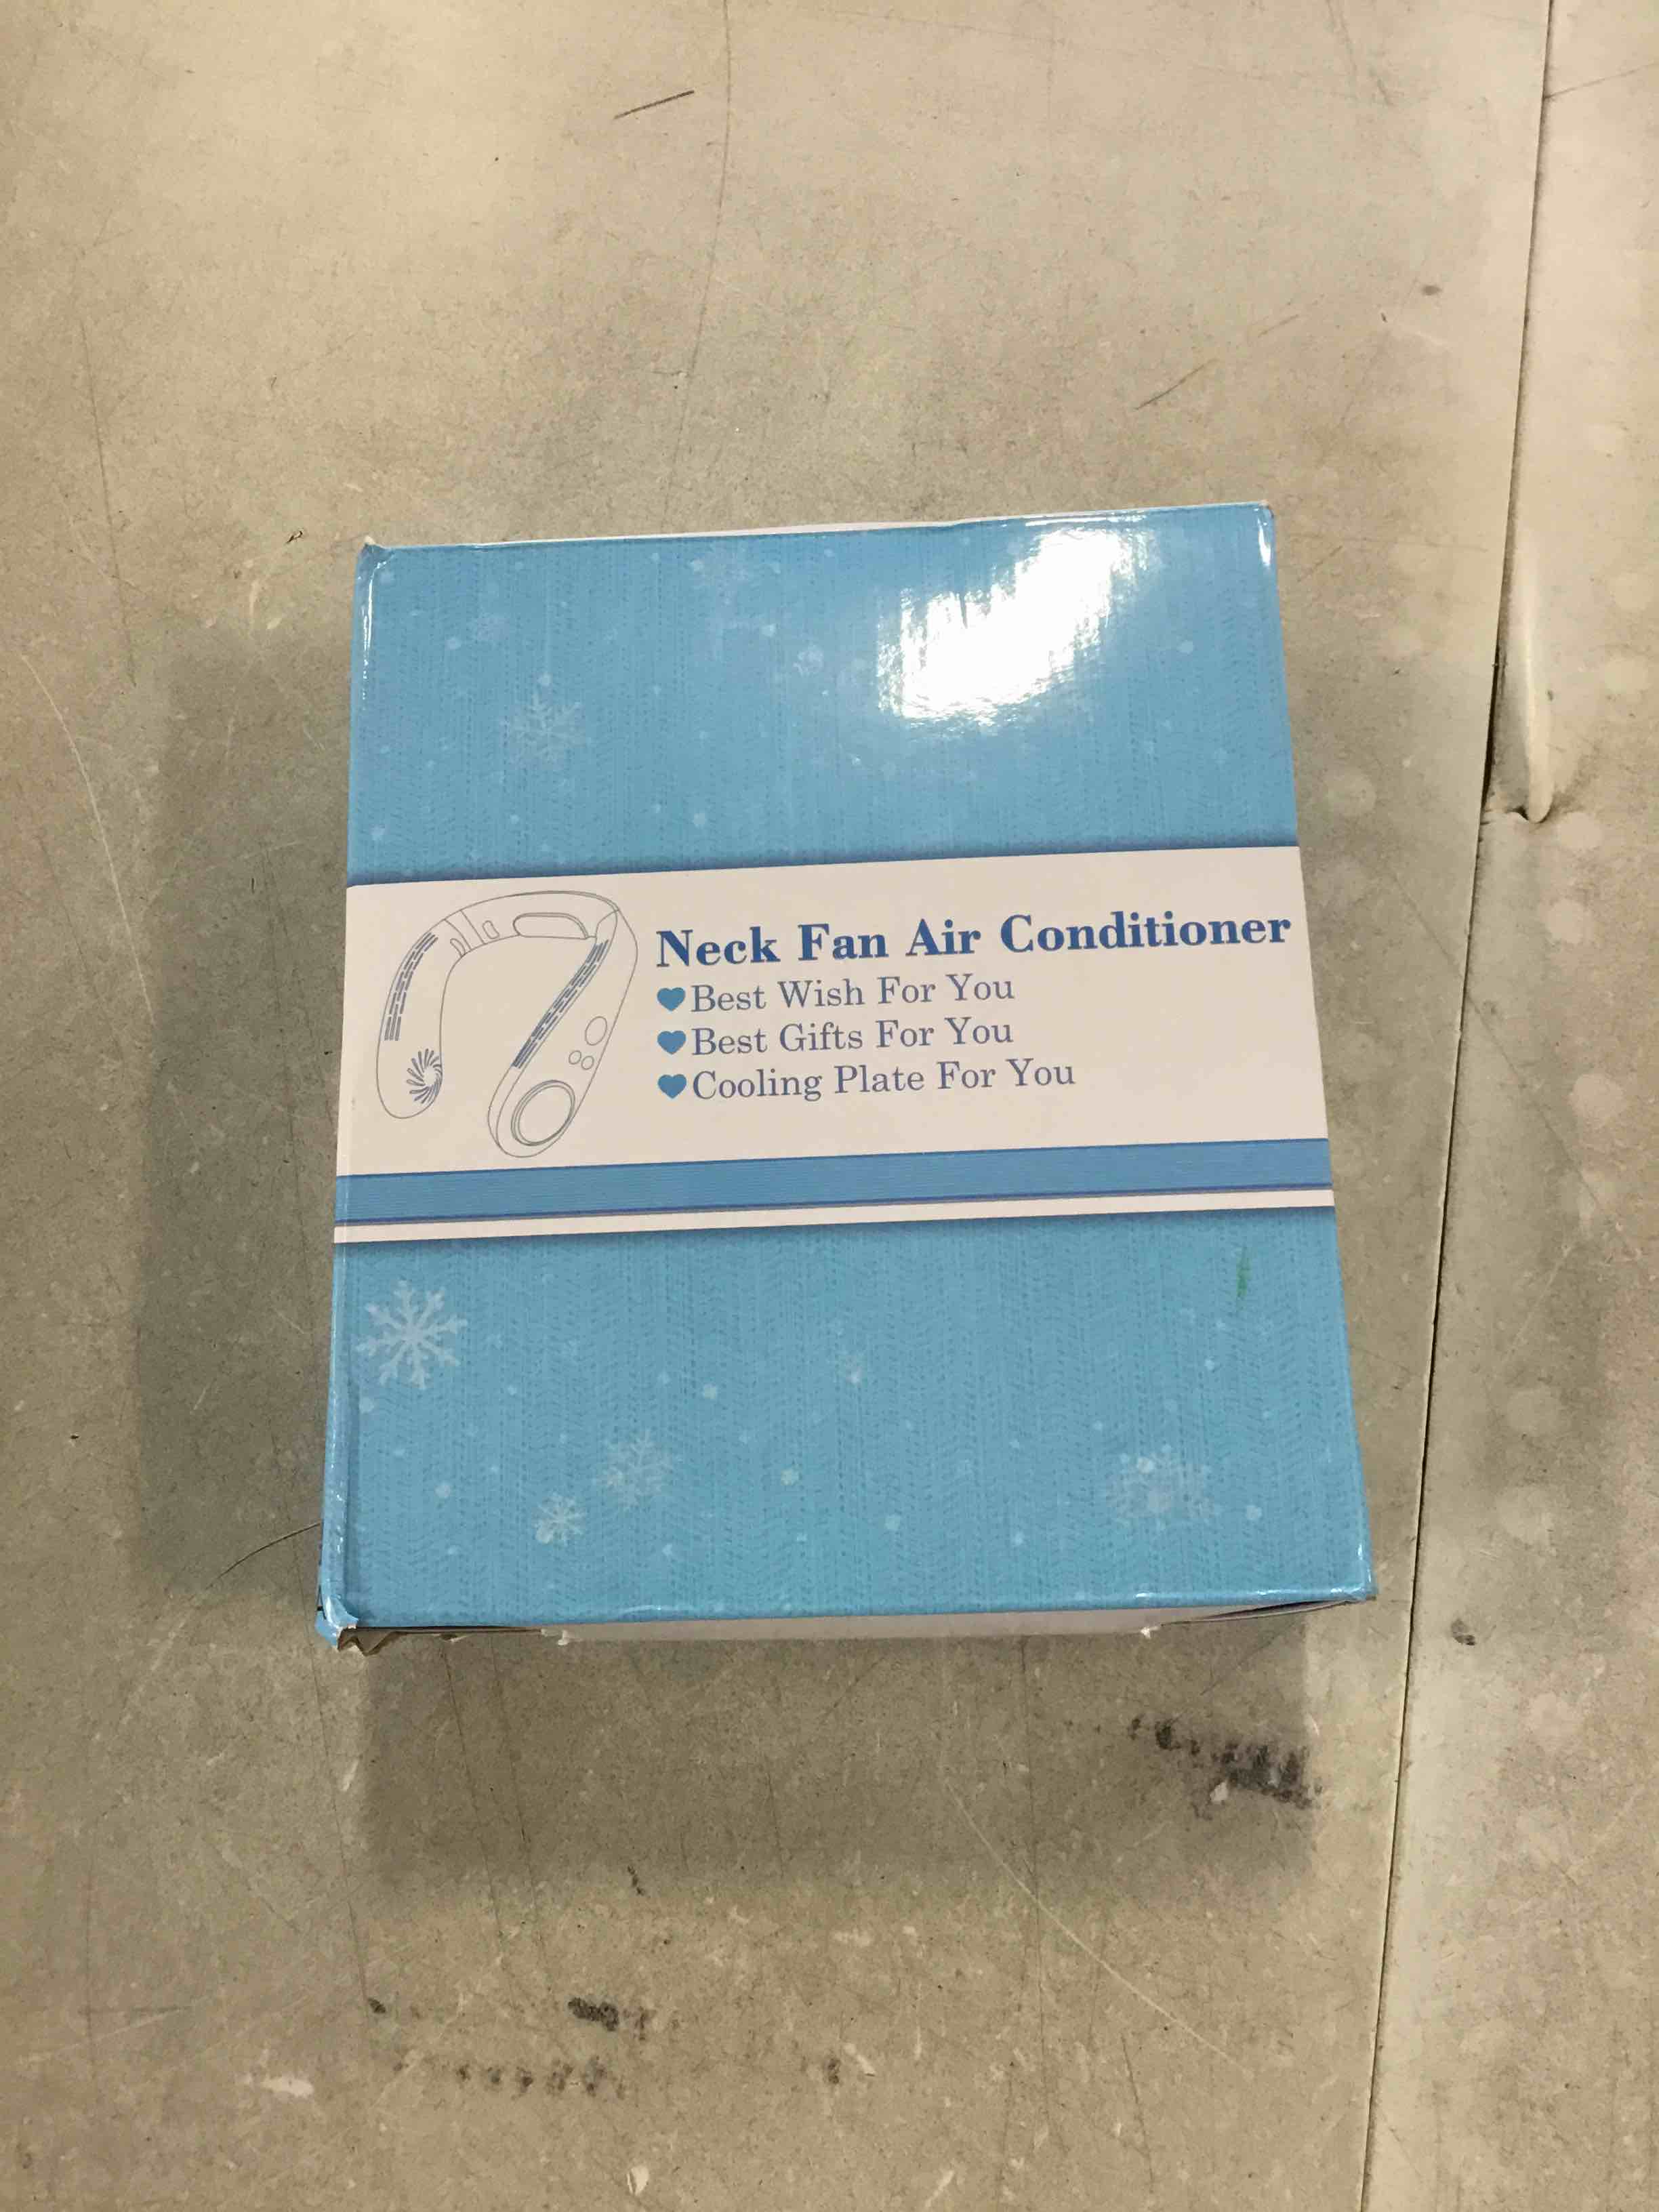 Neck Fan Air Conditioner
Best Wish For You
Best Gifts For You
Cooling Plate For You